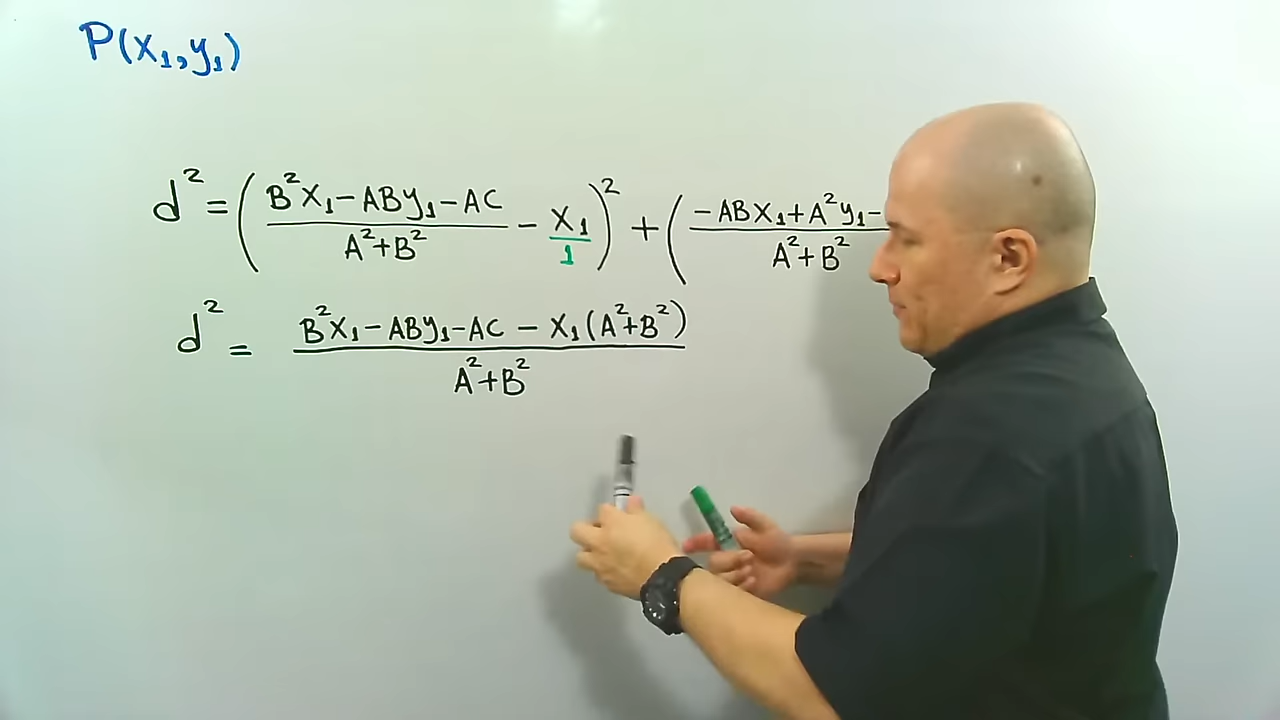 P(x₁,y₁)
d² = ( (B²x₁ − ABy₁ − AC)/(A²+B²) − x₁/1 )² + ( (−ABx₁ + A²y₁ −)/(A²+B²)
d² = (B²x₁ − ABy₁ − AC − x₁(A²+B²))/(A²+B²)